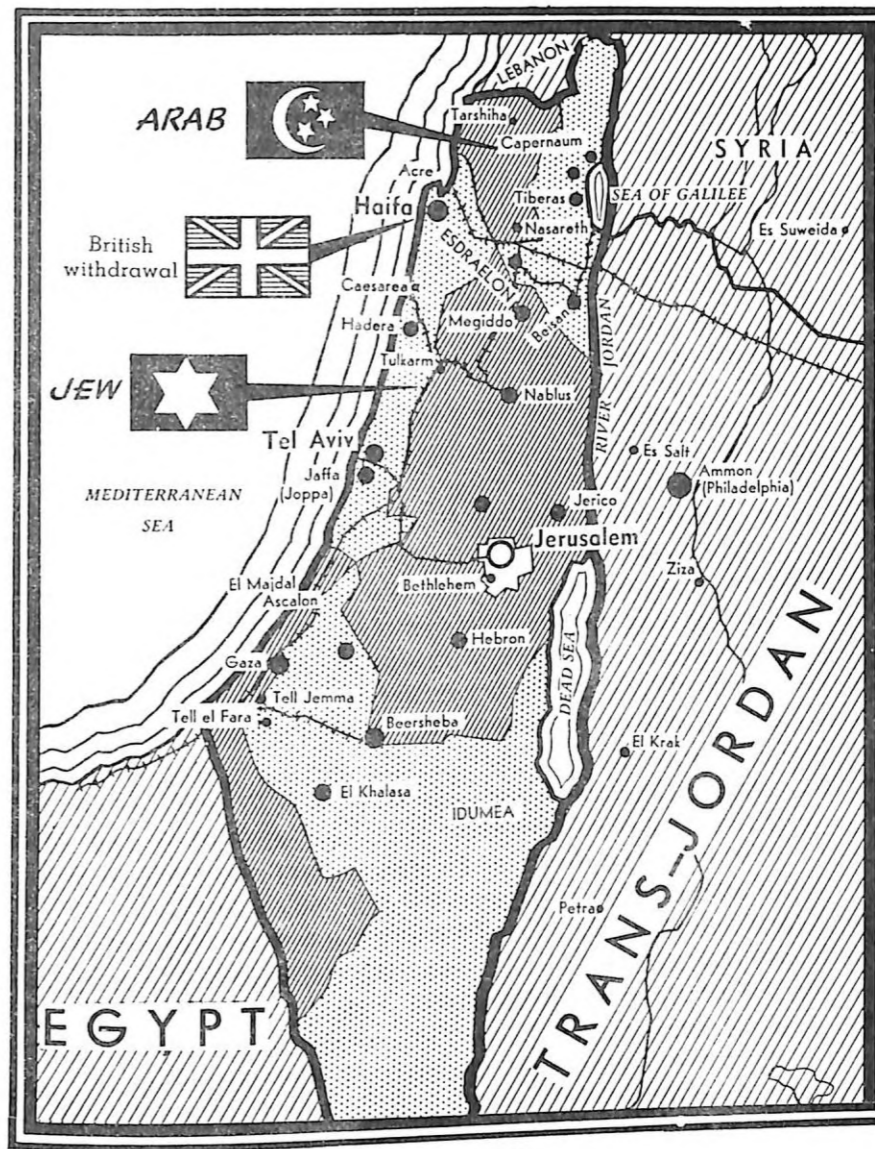 LEBANON
ARAB
Tarshiha
Capernaum
SYRIA
Acre
SEA OF GALILEE
Haifa
Tiberas
Nasareth
Es Suweida
British
withdrawal
ESDRAELON
Caesarea
Megiddo
Beisan
Hadera
Tulkarm
JEW
Nablus
RIVER JORDAN
Tel Aviv
Es Salt
Jaffa
(Joppa)
Ammon
(Philadelphia)
MEDITERRANEAN
SEA
Jerico
Jerusalem
El Majdal
Ascalon
Bethlehem
Ziza
Hebron
Gaza
DEAD SEA
Tell Jemma
Tell el Fara
Beersheba
El Krak
El Khalasa
IDUMEA
TRANS-JORDAN
Petra
EGYPT